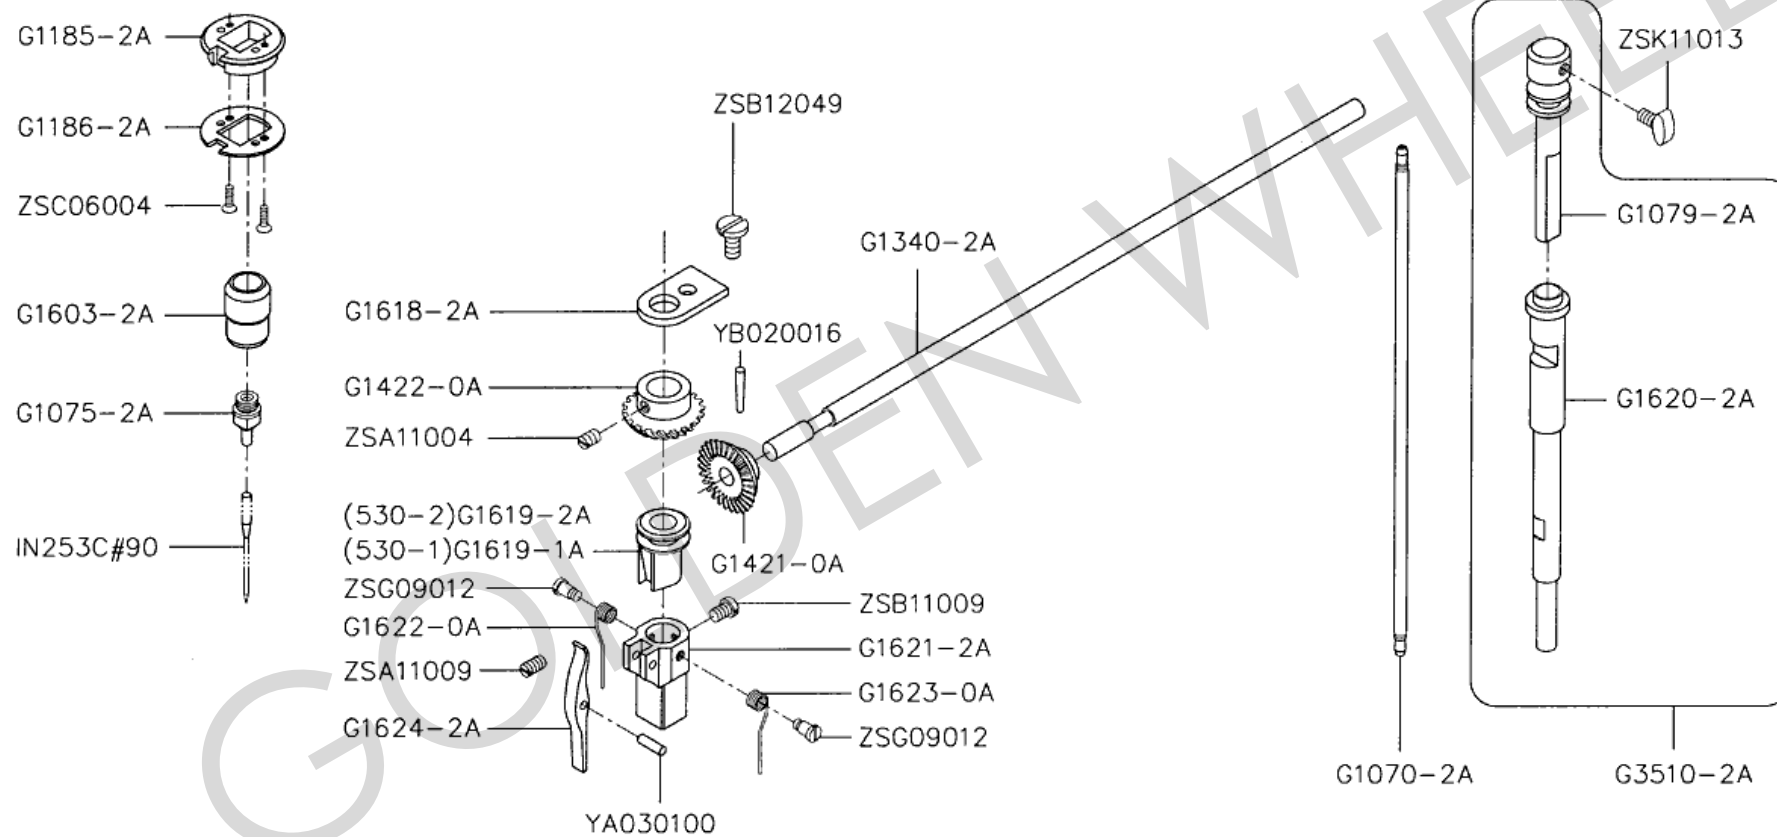 G1185-2A
G1186-2A
ZSC06004
G1603-2A
G1075-2A
IN253C#90
ZSB12049
G1618-2A
YB020016
G1422-0A
ZSA11004
(530-2)G1619-2A
(530-1)G1619-1A
G1421-0A
ZSG09012
G1622-0A
ZSA11009
G1624-2A
YA030100
ZSB11009
G1621-2A
G1623-0A
ZSG09012
G1340-2A
G1070-2A
ZSK11013
G1079-2A
G1620-2A
G3510-2A
GOLDEN WHEEL